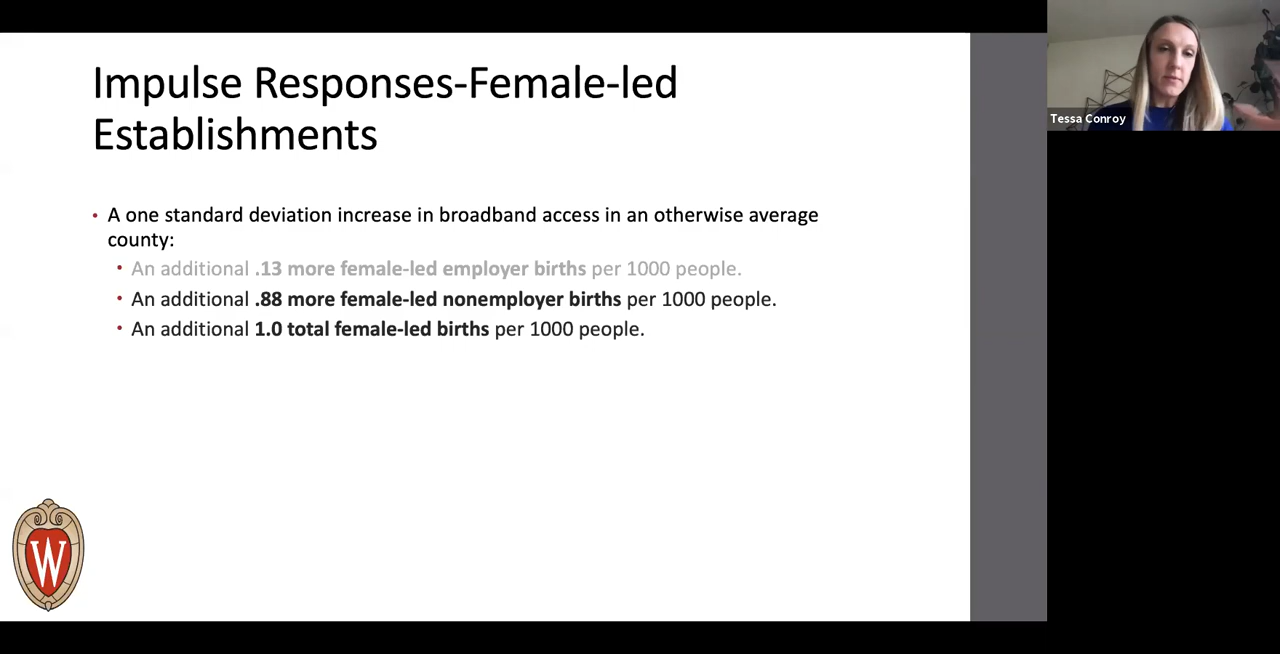 Impulse Responses-Female-led
Establishments
• A one standard deviation increase in broadband access in an otherwise average
county:
• An additional .13 more female-led employer births per 1000 people.
• An additional .88 more female-led nonemployer births per 1000 people.
• An additional 1.0 total female-led births per 1000 people.
W
Tessa Conroy